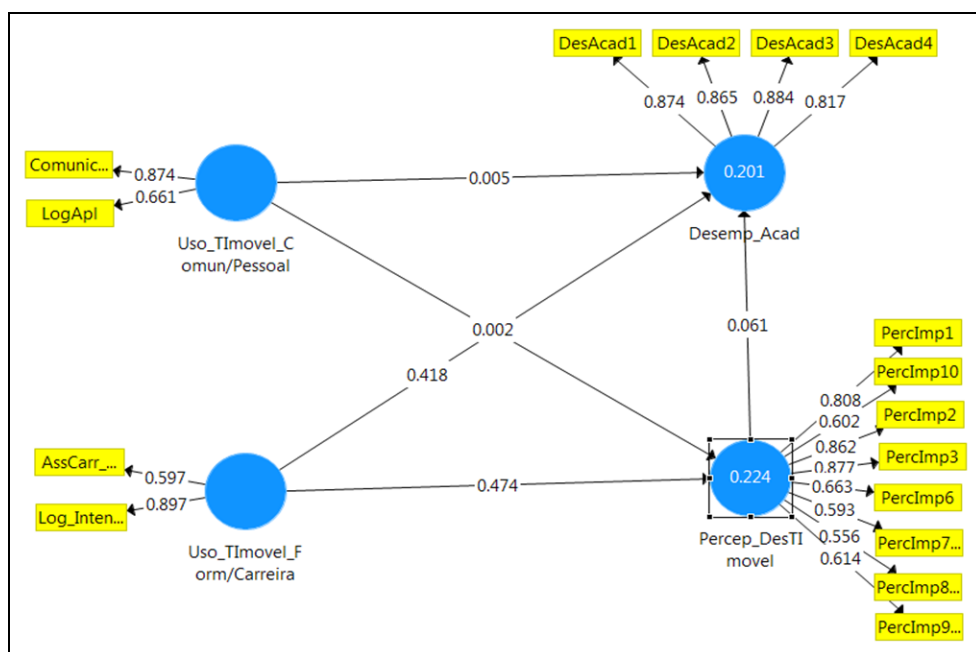 DesAcad1
DesAcad2
DesAcad3
DesAcad4
0.874
0.865
0.884
0.817
Comunic...
0.874
LogApl
0.661
Uso_TImovel_C
omun/Pessoal
0.005
0.201
Desemp_Acad
0.002
0.061
0.418
AssCarr_...
0.597
Log_Inten...
0.897
Uso_TImovel_F
orm/Carreira
0.474
0.224
Percep_DesTI
movel
PercImp1
0.808
PercImp10
0.602
PercImp2
0.862
PercImp3
0.877
PercImp6
0.663
PercImp7...
0.593
PercImp8...
0.556
PercImp9...
0.614